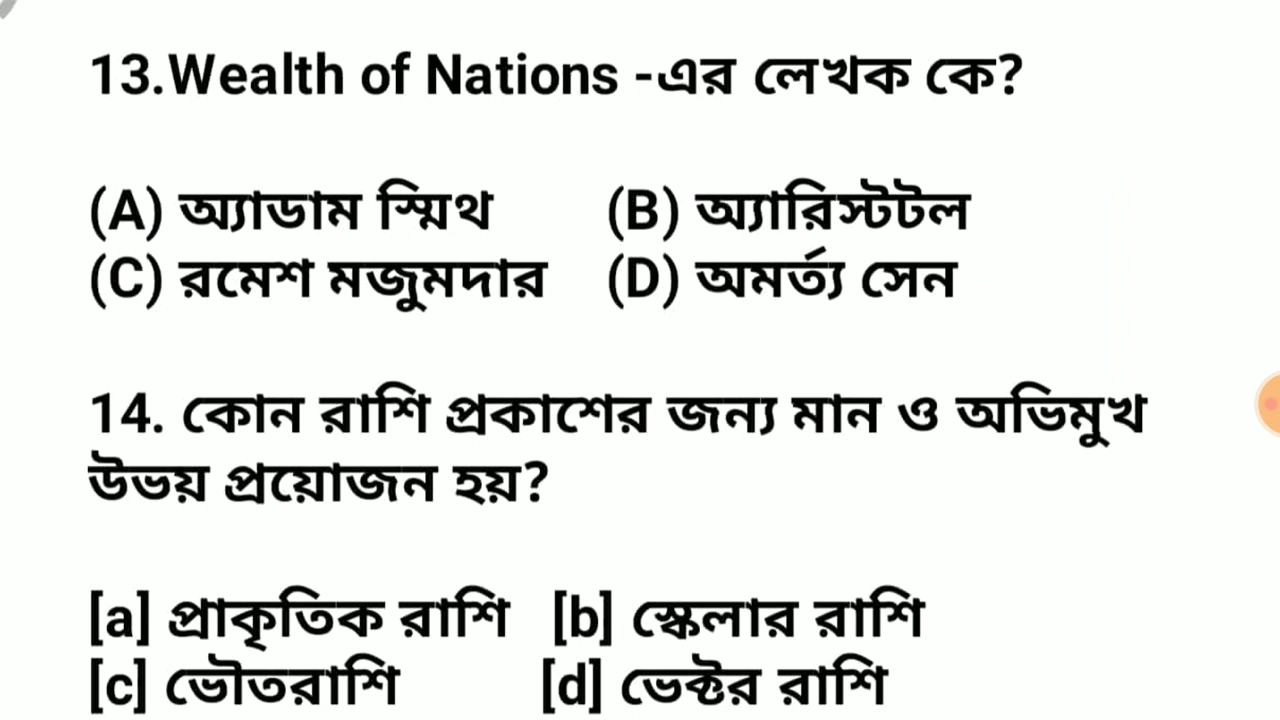 13.Wealth of Nations -এর লেখক কে?
(A) অ্যাডাম স্মিথ (B) অ্যারিস্টটল
(C) রমেশ মজুমদার (D) অমর্ত্য সেন
14. কোন রাশি প্রকাশের জন্য মান ও অভিমুখ
উভয় প্রয়োজন হয়?
[a] প্রাকৃতিক রাশি [b] স্কেলার রাশি
[c] ভৌতরাশি [d] ভেক্টর রাশি